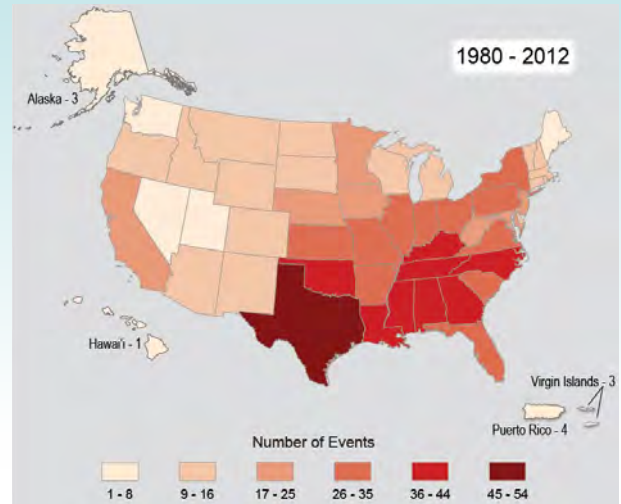 1980 - 2012
Alaska - 3
Hawai'i - 1
Virgin Islands - 3
Puerto Rico - 4
Number of Events
1 - 8
9 - 16
17 - 25
26 - 35
36 - 44
45 - 54